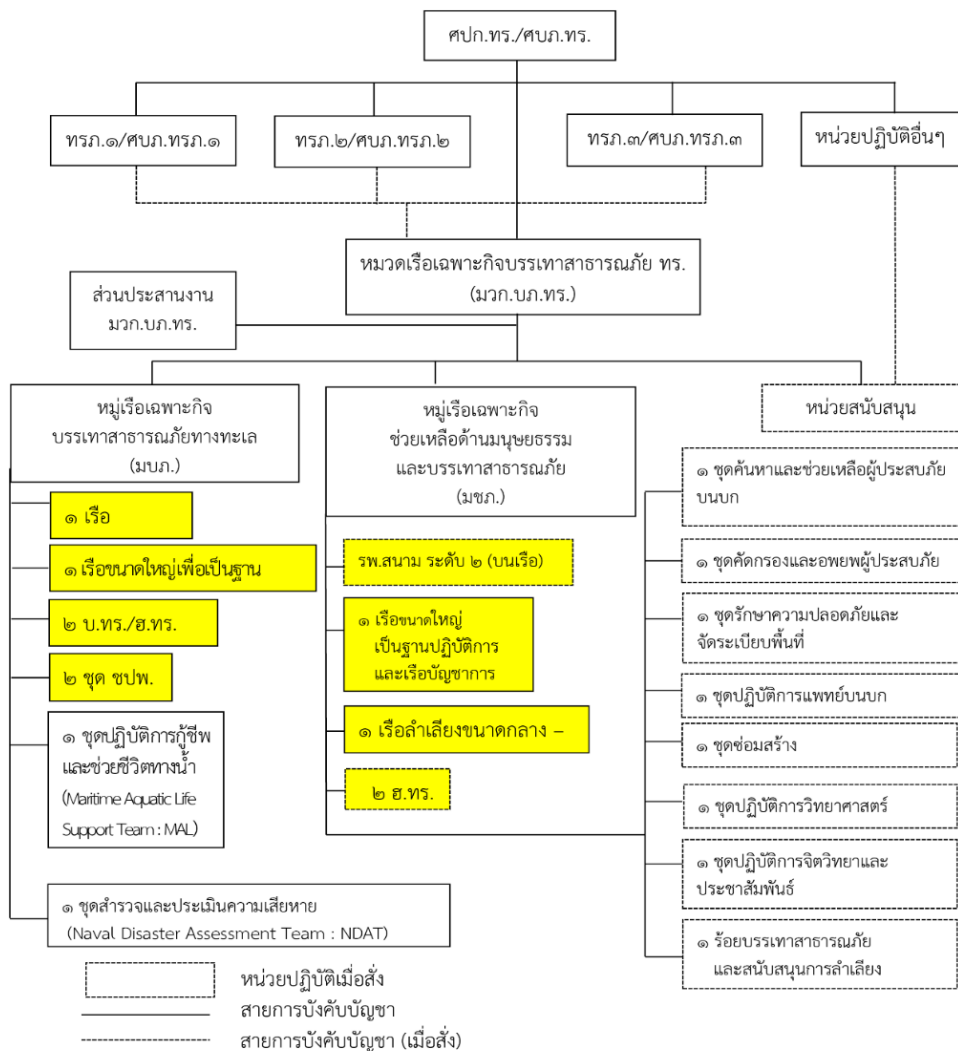 ศปก.ทร./ศบภ.ทร.
ทรภ.๑/ศบภ.ทรภ.๑
ทรภ.๒/ศบภ.ทรภ.๒
ทรภ.๓/ศบภ.ทรภ.๓
หน่วยปฏิบัติอื่นๆ
หมวดเรือเฉพาะกิจบรรเทาสาธารณภัย ทร.
(มวก.บภ.ทร.)
ส่วนประสานงาน
มวก.บภ.ทร.
หมู่เรือเฉพาะกิจ
บรรเทาสาธารณภัยทางทะเล
(มบภ.)
๑ เรือ
๑ เรือขนาดใหญ่เพื่อเป็นฐาน
๒ บ.ทร./ฮ.ทร.
๒ ชุด ชปพ.
๑ ชุดปฏิบัติการกู้ชีพ
และช่วยชีวิตทางน้ำ
(Maritime Aquatic Life
Support Team : MAL)
๑ ชุดสำรวจและประเมินความเสียหาย
(Naval Disaster Assessment Team : NDAT)
หมู่เรือเฉพาะกิจ
ช่วยเหลือด้านมนุษยธรรม
และบรรเทาสาธารณภัย
(มชภ.)
รพ.สนาม ระดับ ๒ (บนเรือ)
๑ เรือขนาดใหญ่
เป็นฐานปฏิบัติการ
และเรือบัญชาการ
๑ เรือลำเลียงขนาดกลาง –
๒ ฮ.ทร.
หน่วยสนับสนุน
๑ ชุดค้นหาและช่วยเหลือผู้ประสบภัย
บนบก
๑ ชุดคัดกรองและอพยพผู้ประสบภัย
๑ ชุดรักษาความปลอดภัยและ
จัดระเบียบพื้นที่
๑ ชุดปฏิบัติการแพทย์บนบก
๑ ชุดซ่อมสร้าง
๑ ชุดปฏิบัติการวิทยาศาสตร์
๑ ชุดปฏิบัติการจิตวิทยาและ
ประชาสัมพันธ์
๑ ร้อยบรรเทาสาธารณภัย
และสนับสนุนการลำเลียง
หน่วยปฏิบัติเมื่อสั่ง
สายการบังคับบัญชา
สายการบังคับบัญชา (เมื่อสั่ง)